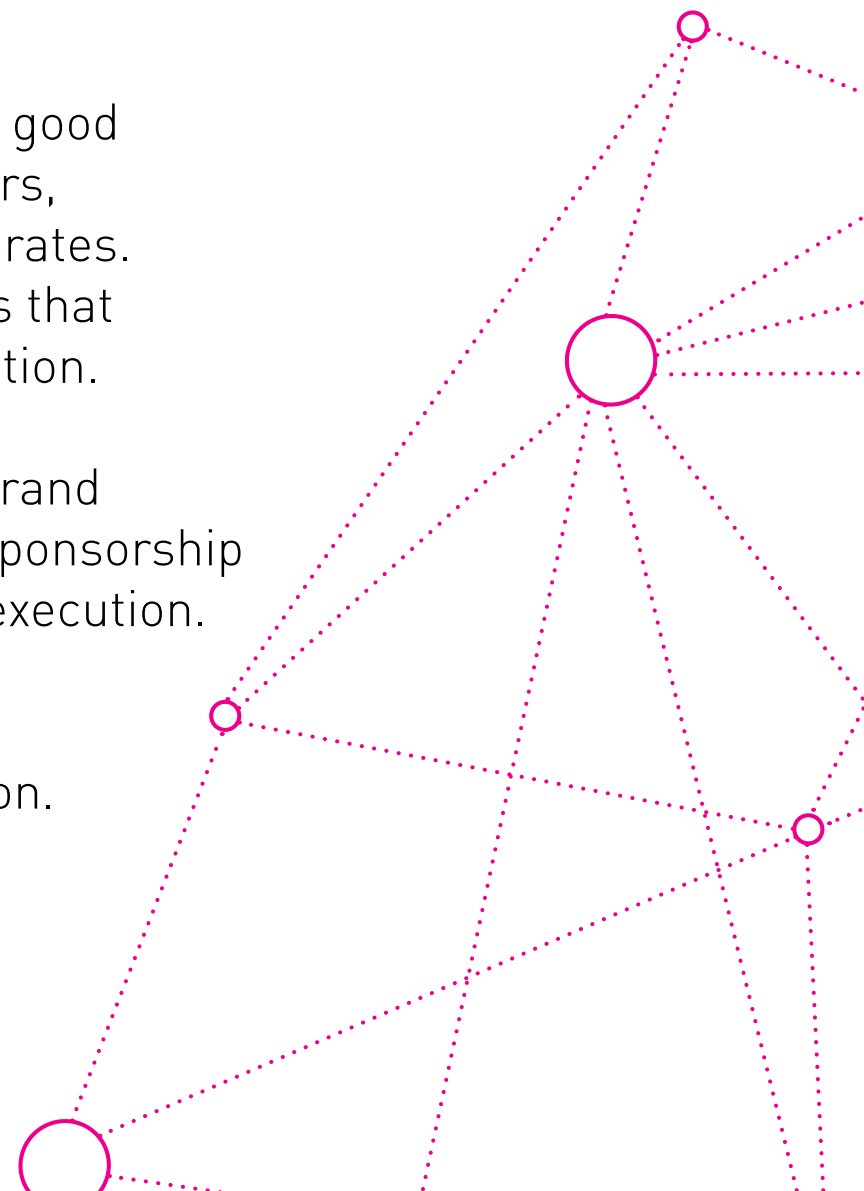 good
rs,
rates.
s that
tion.
rand
ponsorship
execution.
on.